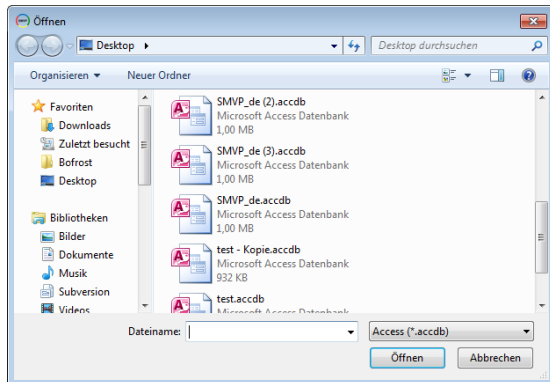 Öffnen
Desktop
Desktop durchsuchen
Organisieren
Neuer Ordner
Favoriten
Downloads
Zuletzt besucht
Bofrost
Desktop
Bibliotheken
Bilder
Dokumente
Musik
Subversion
Videos
SMVP_de (2).accdb
Microsoft Access Datenbank
1,00 MB
SMVP_de (3).accdb
Microsoft Access Datenbank
1,00 MB
SMVP_de.accdb
Microsoft Access Datenbank
1,00 MB
test - Kopie.accdb
Microsoft Access Datenbank
932 KB
test.accdb
Microsoft Access Datenbank
Dateiname:
Access (*.accdb)
Öffnen
Abbrechen